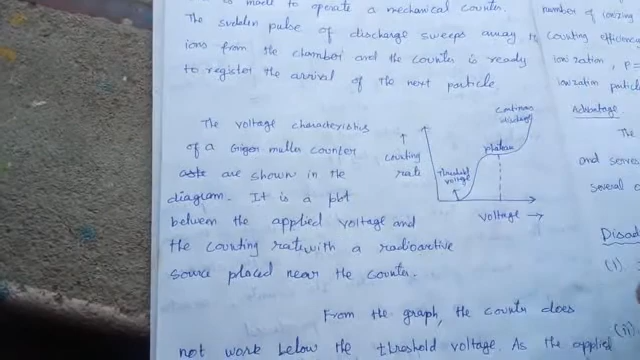 is made to operate a mechanical counter.
The sudden pulse of discharge sweeps away the
ions from the chamber and the counter is ready
to register the arrival of the next particle.
The voltage characteristics
of a Griger muller counter
are shown in the
diagram. It is a plot
between the applied voltage and
the counting rate with a radioactive
source placed near the counter.
From the graph, the counter does
not work below the threshold voltage. As the applied
counting
rate
Threshold
voltage
plateau
continuous
discharge
voltage
number of ionizing
counting efficiency
ionization, P =
ionization particle
Advantage
The
and serve
several
Disad
(i)
(ii)